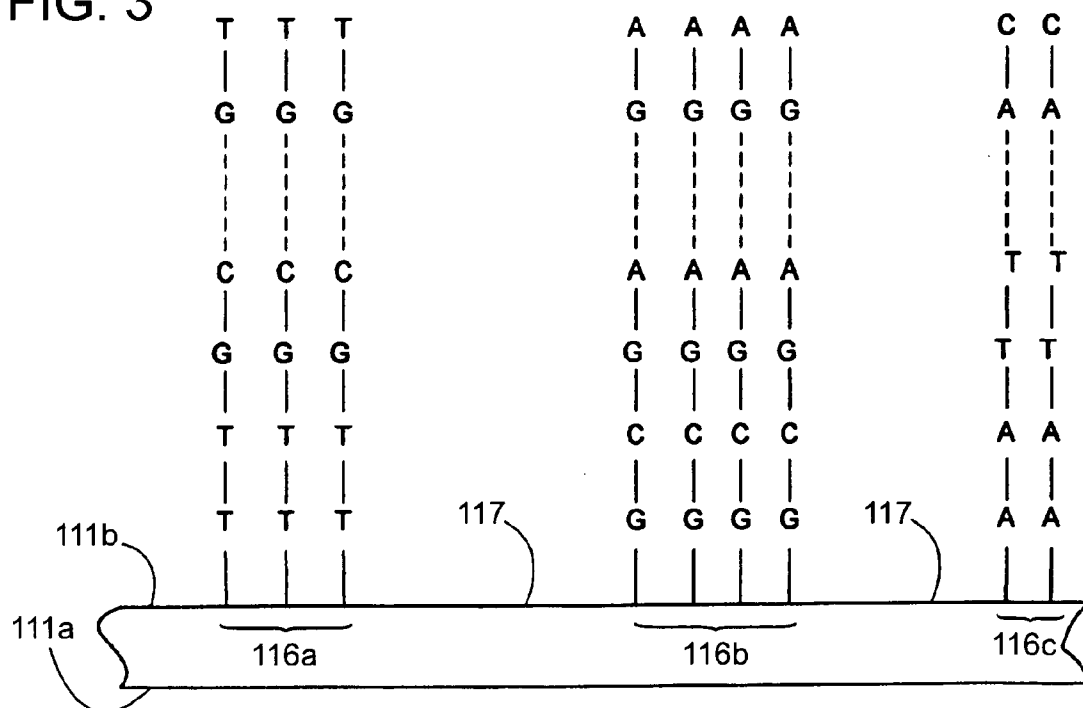 FIG. 3
T T T A A A A C C
G G G G G G G A A
C C C A A A A T T
G G G G G G G T T
T T T C C C C A A
T T T G G G G A A
111b 117 117
111a 116a 116b 116c